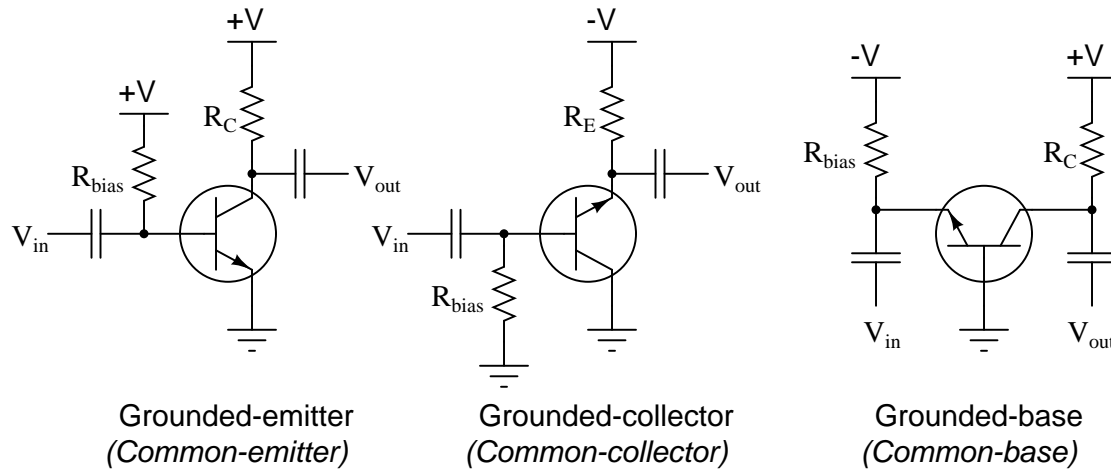 +V
R_C
+V
R_bias
V_in
V_out
Grounded-emitter
(Common-emitter)
-V
R_E
V_in
V_out
R_bias
Grounded-collector
(Common-collector)
-V
+V
R_bias
R_C
V_in
V_out
Grounded-base
(Common-base)